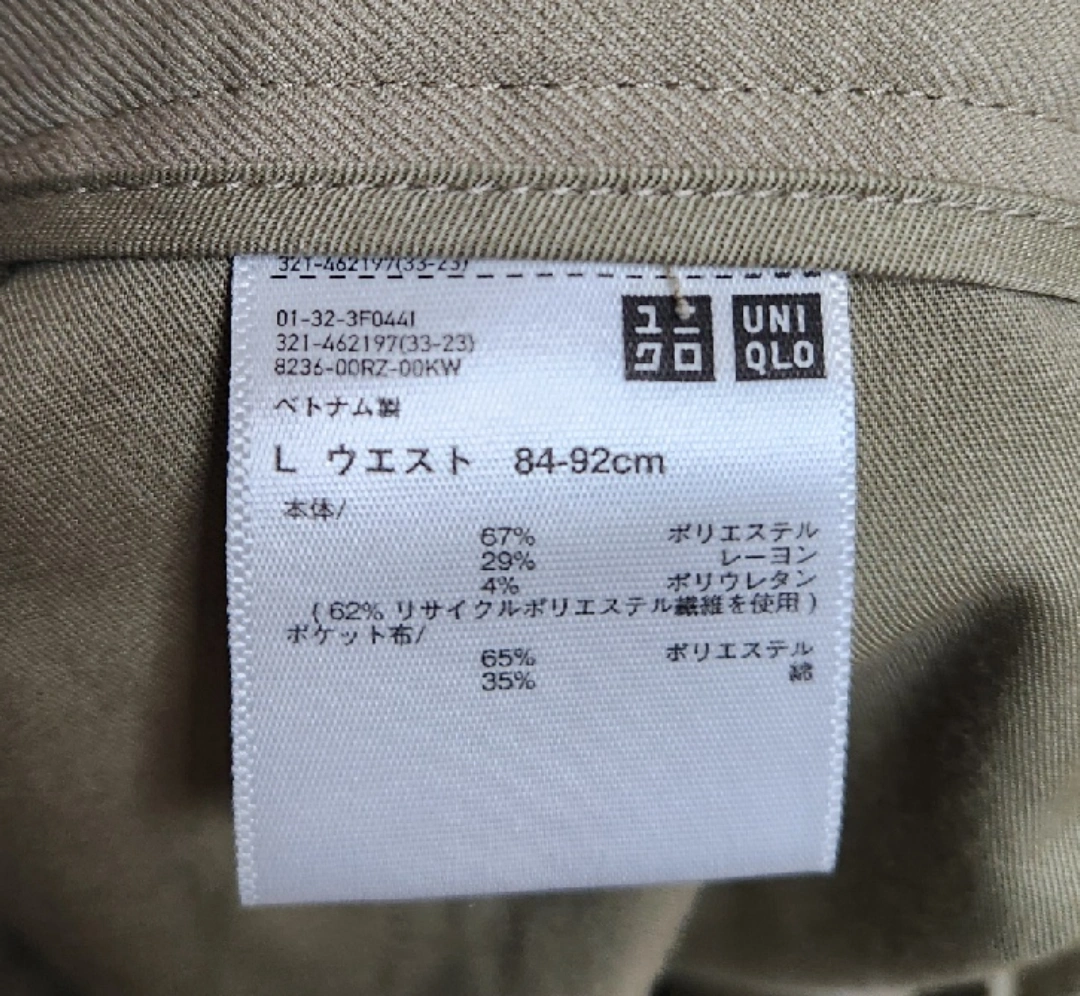 321-462197(33-23)
ユニクロ
UNIQLO
01-32-3F044I
321-462197(33-23)
8236-00RZ-00KW
ベトナム製
L ウエスト 84-92cm
本体/
67% ポリエステル
29% レーヨン
4% ポリウレタン
( 62% リサイクルポリエステル繊維を使用 )
ポケット布/
65% ポリエステル
35% 綿